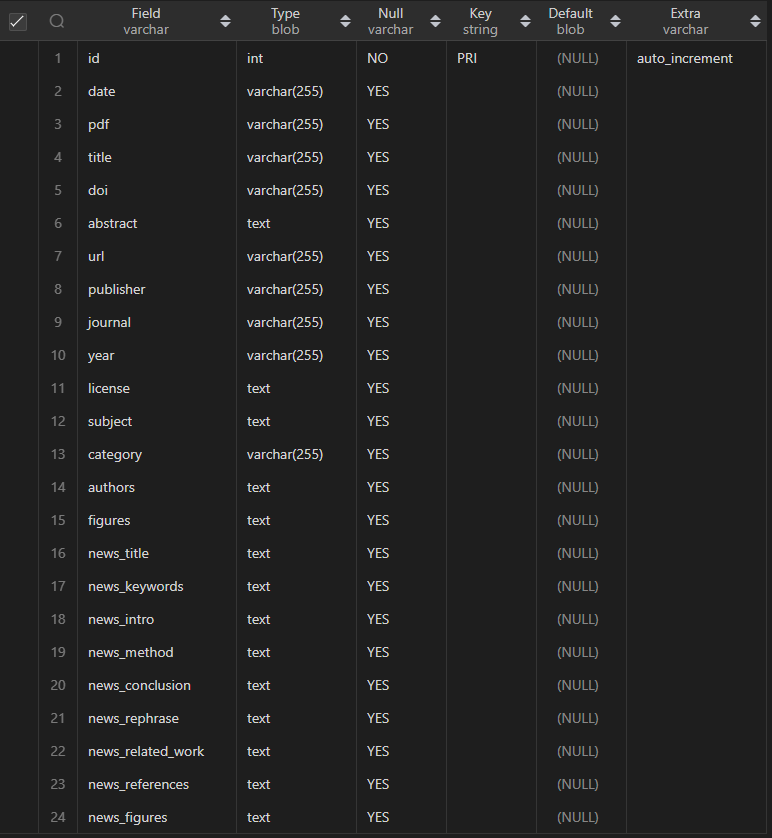 Field Type Null Key Default Extra
varchar blob varchar string blob varchar
1 id int NO PRI (NULL) auto_increment
2 date varchar(255) YES (NULL)
3 pdf varchar(255) YES (NULL)
4 title varchar(255) YES (NULL)
5 doi varchar(255) YES (NULL)
6 abstract text YES (NULL)
7 url varchar(255) YES (NULL)
8 publisher varchar(255) YES (NULL)
9 journal varchar(255) YES (NULL)
10 year varchar(255) YES (NULL)
11 license text YES (NULL)
12 subject text YES (NULL)
13 category varchar(255) YES (NULL)
14 authors text YES (NULL)
15 figures text YES (NULL)
16 news_title text YES (NULL)
17 news_keywords text YES (NULL)
18 news_intro text YES (NULL)
19 news_method text YES (NULL)
20 news_conclusion text YES (NULL)
21 news_rephrase text YES (NULL)
22 news_related_work text YES (NULL)
23 news_references text YES (NULL)
24 news_figures text YES (NULL)